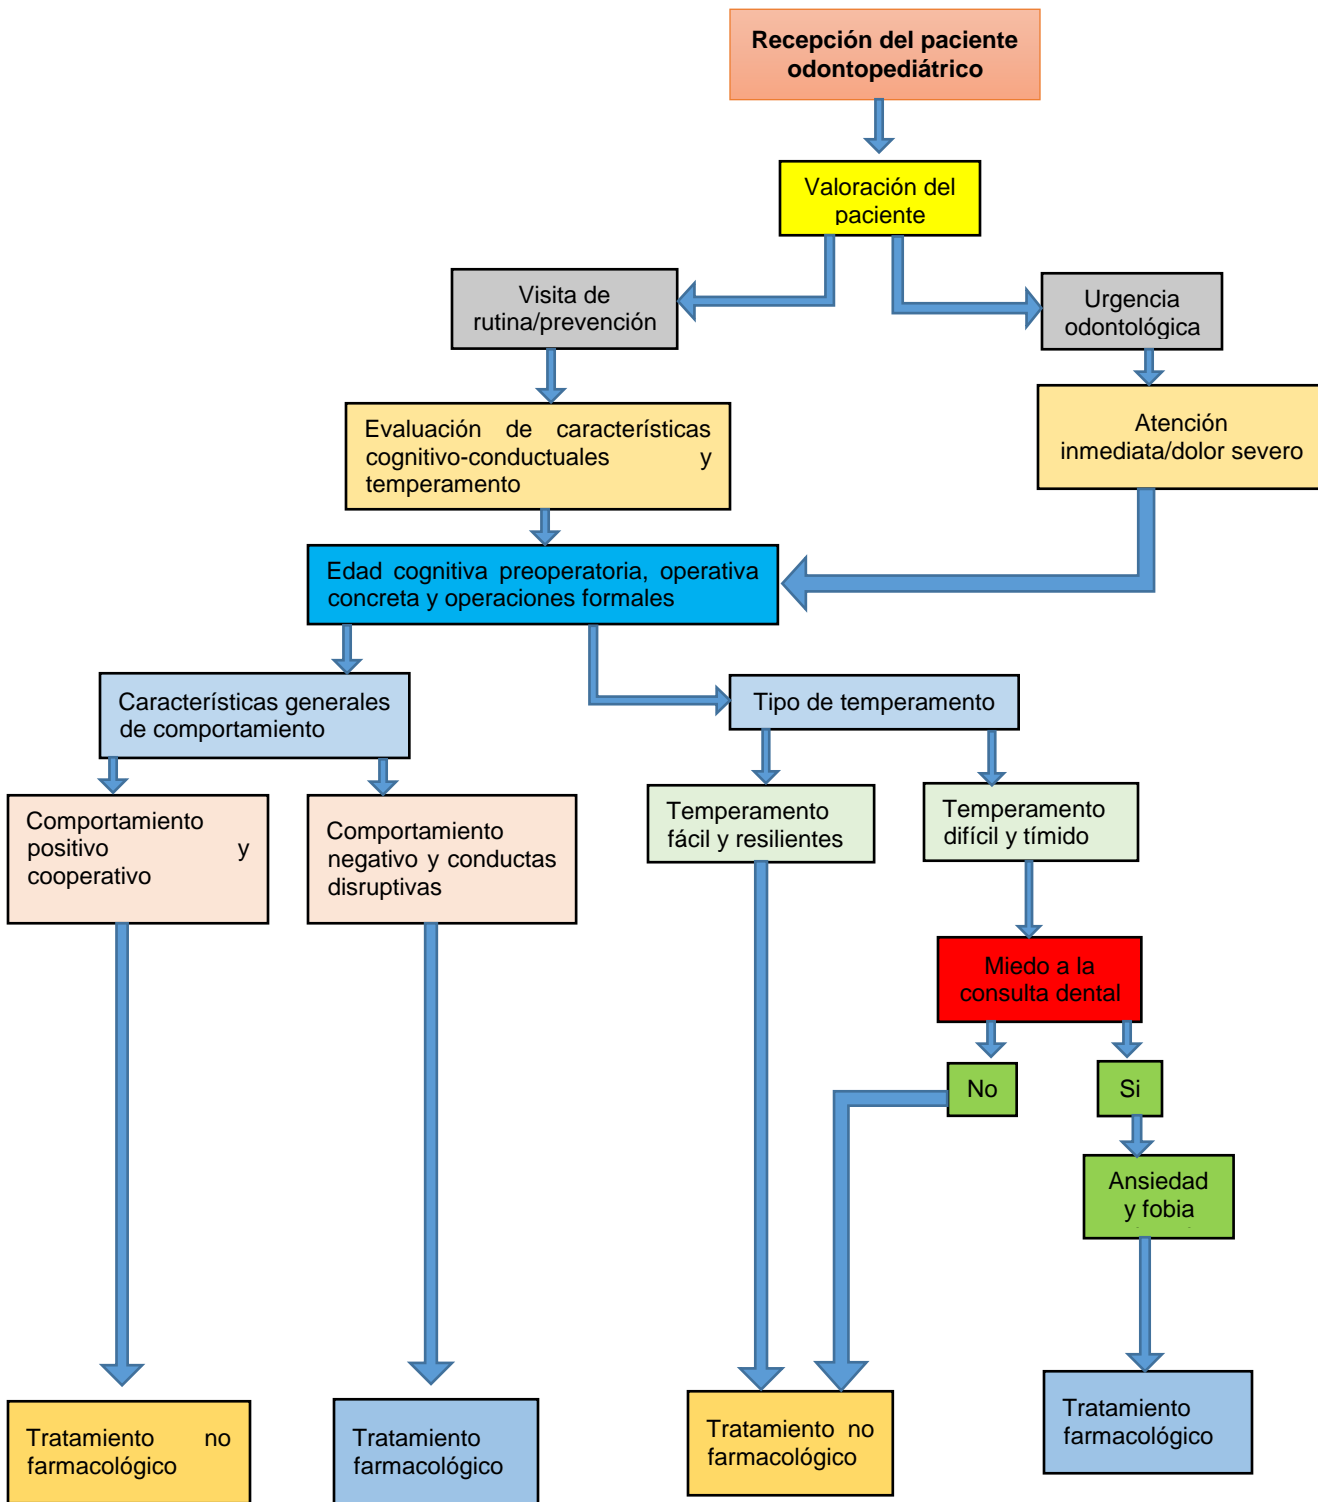 Recepción del paciente
odontopediátrico
Valoración del
paciente
Visita de
rutina/prevención
Urgencia
odontológica
Evaluación de características
cognitivo-conductuales y
temperamento
Atención
inmediata/dolor severo
Edad cognitiva preoperatoria, operativa
concreta y operaciones formales
Características generales
de comportamiento
Tipo de temperamento
Comportamiento
positivo y
cooperativo
Comportamiento
negativo y conductas
disruptivas
Temperamento
fácil y resilientes
Temperamento
difícil y tímido
Miedo a la
consulta dental
No
Si
Ansiedad
y fobia
Tratamiento no
farmacológico
Tratamiento
farmacológico
Tratamiento no
farmacológico
Tratamiento
farmacológico